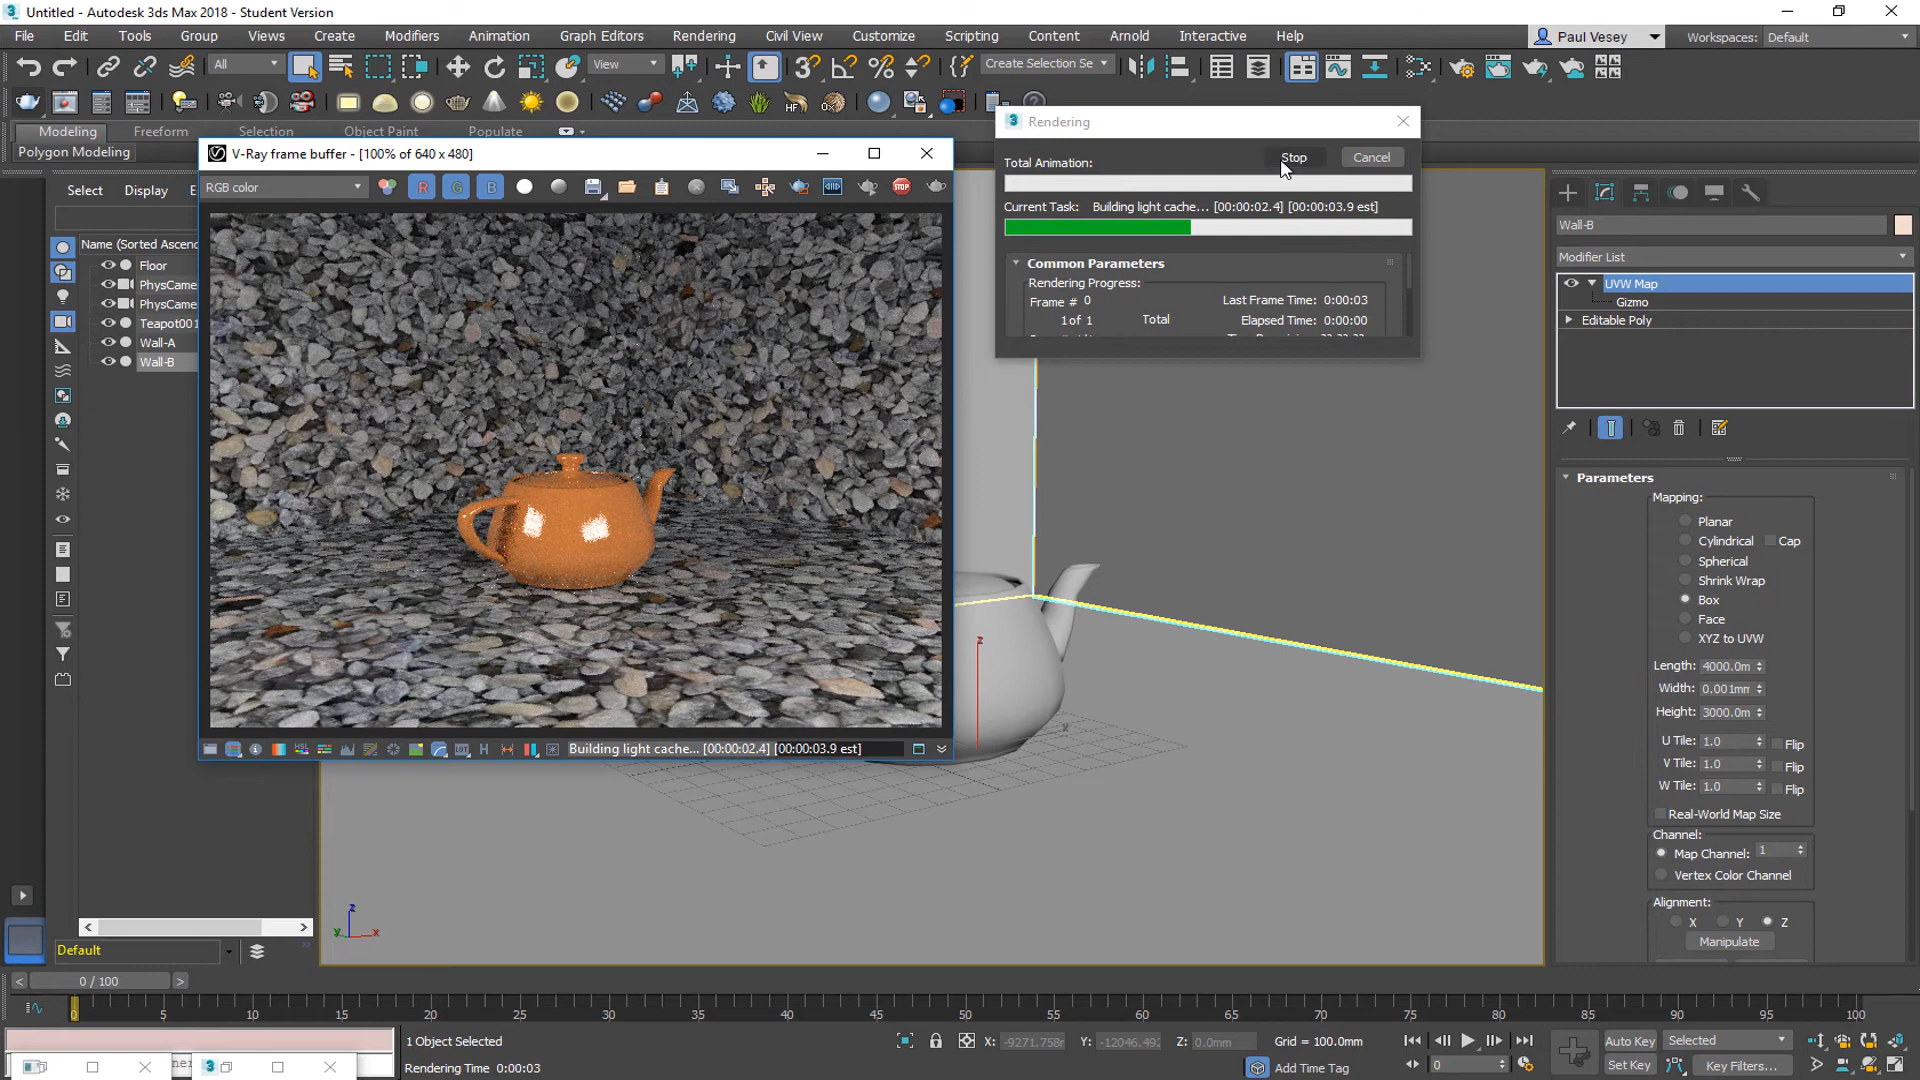 Untitled - Autodesk 3ds Max 2018 - Student Version
File Edit Tools Group Views Create Modifiers Animation Graph Editors Rendering Civil View Customize Scripting Content Arnold Interactive Help
Paul Vesey
Workspaces: Default
All
View
Create Selection Se
Modeling Freeform Selection Object Paint Populate
Polygon Modeling
Select Display
Name (Sorted Ascen
Floor
PhysCame
PhysCame
Teapot001
Wall-A
Wall-B
V-Ray frame buffer - [100% of 640 x 480]
RGB color
R G B
STOP
HSL
LUT
H
Building light cache... [00:00:02.4] [00:00:03.9 est]
Rendering
Total Animation:
Stop Cancel
Current Task: Building light cache... [00:00:02.4] [00:00:03.9 est]
Common Parameters
Rendering Progress:
Frame # 0
Last Frame Time: 0:00:03
1 of 1 Total
Elapsed Time: 0:00:00
z
x
z
y x
Wall-B
Modifier List
UVW Map
Gizmo
Editable Poly
Parameters
Mapping:
Planar
Cylindrical Cap
Spherical
Shrink Wrap
Box
Face
XYZ to UVW
Length: 4000.0m
Width: 0.001mm
Height: 3000.0m
U Tile: 1.0 Flip
V Tile: 1.0 Flip
W Tile: 1.0 Flip
Real-World Map Size
Channel:
Map Channel: 1
Vertex Color Channel
Alignment:
X Y Z
Manipulate
Default
0 / 100
0 5 10 15 20 25 30 35 40 45 50 55 60 65 70 75 80 85 90 95 100
1 Object Selected
Rendering Time 0:00:03
X: -9271.758m Y: -12046.492 Z: 0.0mm
Grid = 100.0mm
Add Time Tag
0
Auto Key Selected
Set Key Key Filters...